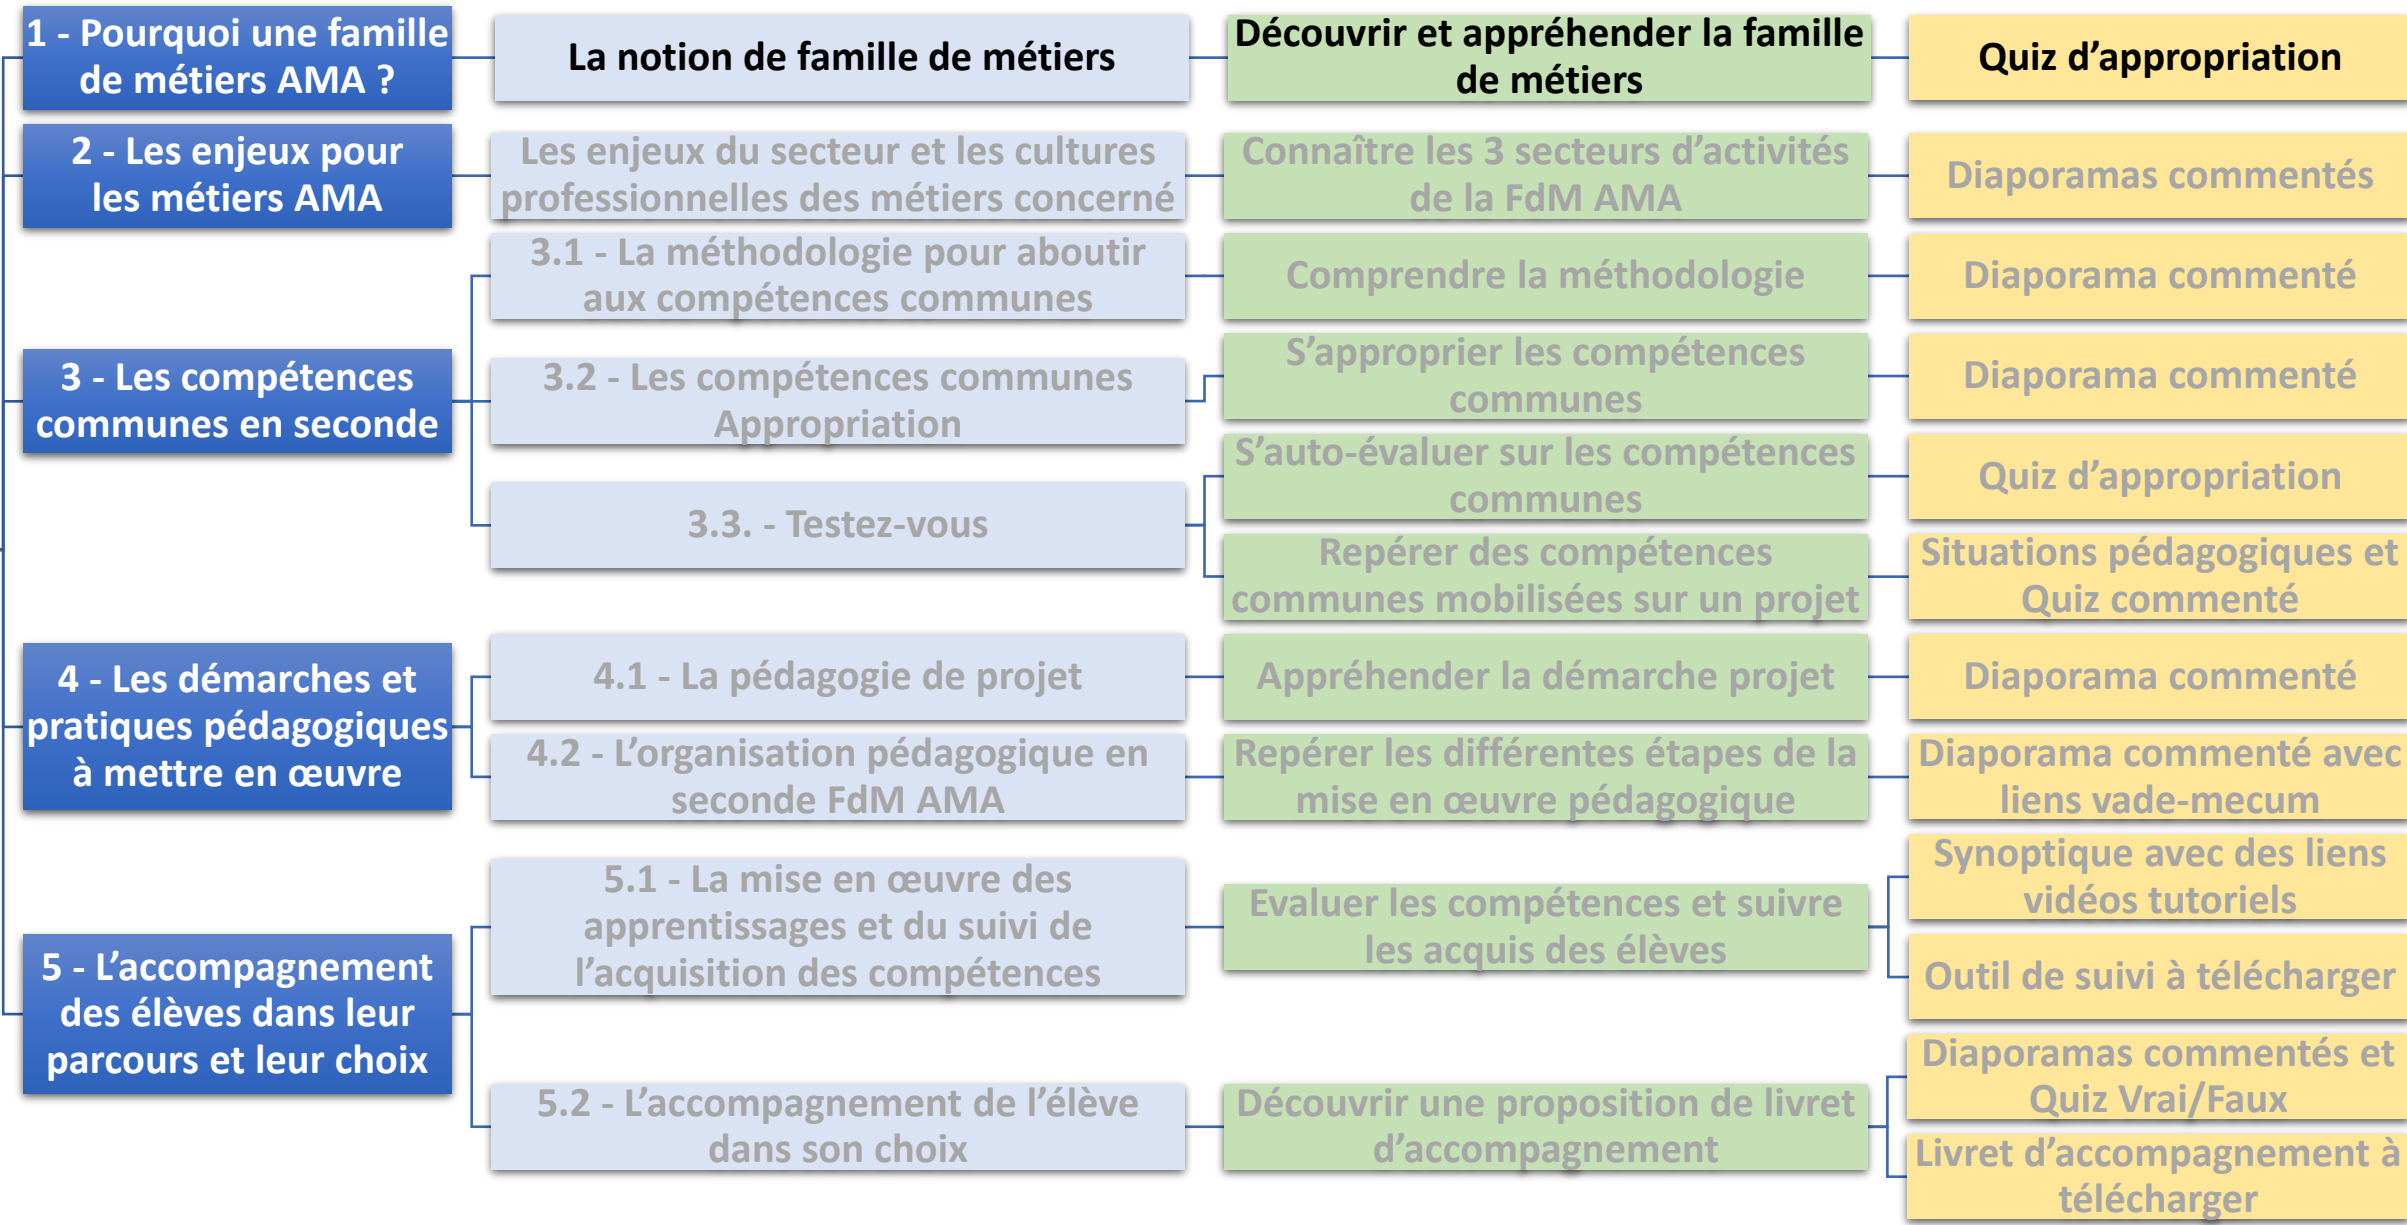 1 - Pourquoi une famille
de métiers AMA ?
La notion de famille de métiers
Découvrir et appréhender la famille
de métiers
Quiz d’appropriation
2 - Les enjeux pour
les métiers AMA
Les enjeux du secteur et les cultures
professionnelles des métiers concerné
Connaître les 3 secteurs d’activités
de la FdM AMA
Diaporamas commentés
3 - Les compétences
communes en seconde
3.1 - La méthodologie pour aboutir
aux compétences communes
Comprendre la méthodologie
Diaporama commenté
3.2 - Les compétences communes
Appropriation
S’approprier les compétences
communes
Diaporama commenté
3.3. - Testez-vous
S’auto-évaluer sur les compétences
communes
Quiz d’appropriation
Repérer des compétences
communes mobilisées sur un projet
Situations pédagogiques et
Quiz commenté
4 - Les démarches et
pratiques pédagogiques
à mettre en œuvre
4.1 - La pédagogie de projet
Appréhender la démarche projet
Diaporama commenté
4.2 - L’organisation pédagogique en
seconde FdM AMA
Repérer les différentes étapes de la
mise en œuvre pédagogique
Diaporama commenté avec
liens vade-mecum
5 - L’accompagnement
des élèves dans leur
parcours et leur choix
5.1 - La mise en œuvre des
apprentissages et du suivi de
l’acquisition des compétences
Evaluer les compétences et suivre
les acquis des élèves
Synoptique avec des liens
vidéos tutoriels
Outil de suivi à télécharger
5.2 - L’accompagnement de l’élève
dans son choix
Découvrir une proposition de livret
d’accompagnement
Diaporamas commentés et
Quiz Vrai/Faux
Livret d’accompagnement à
télécharger